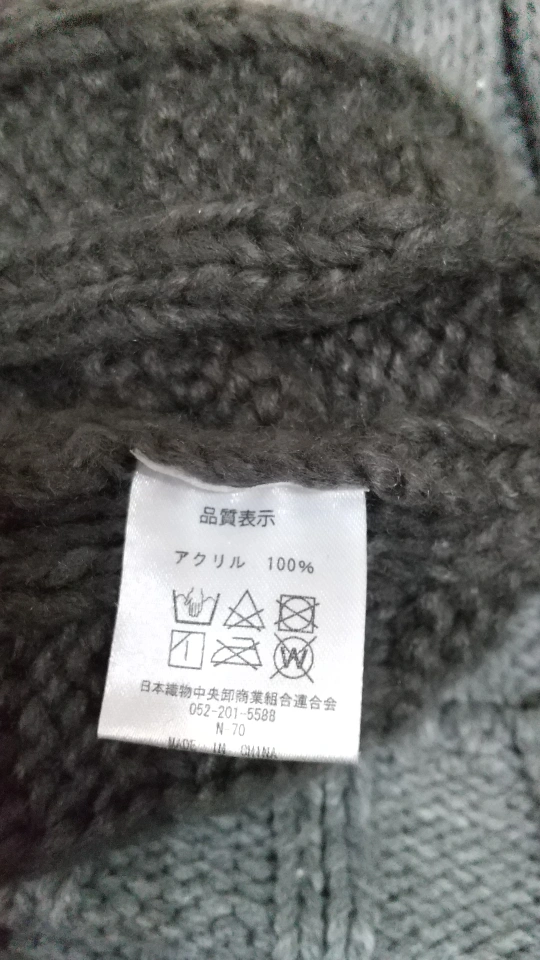 品質表示
アクリル 100%
W
日本織物中央卸商業組合連合会
052-201-5588
N-70
MADE IN CHINA